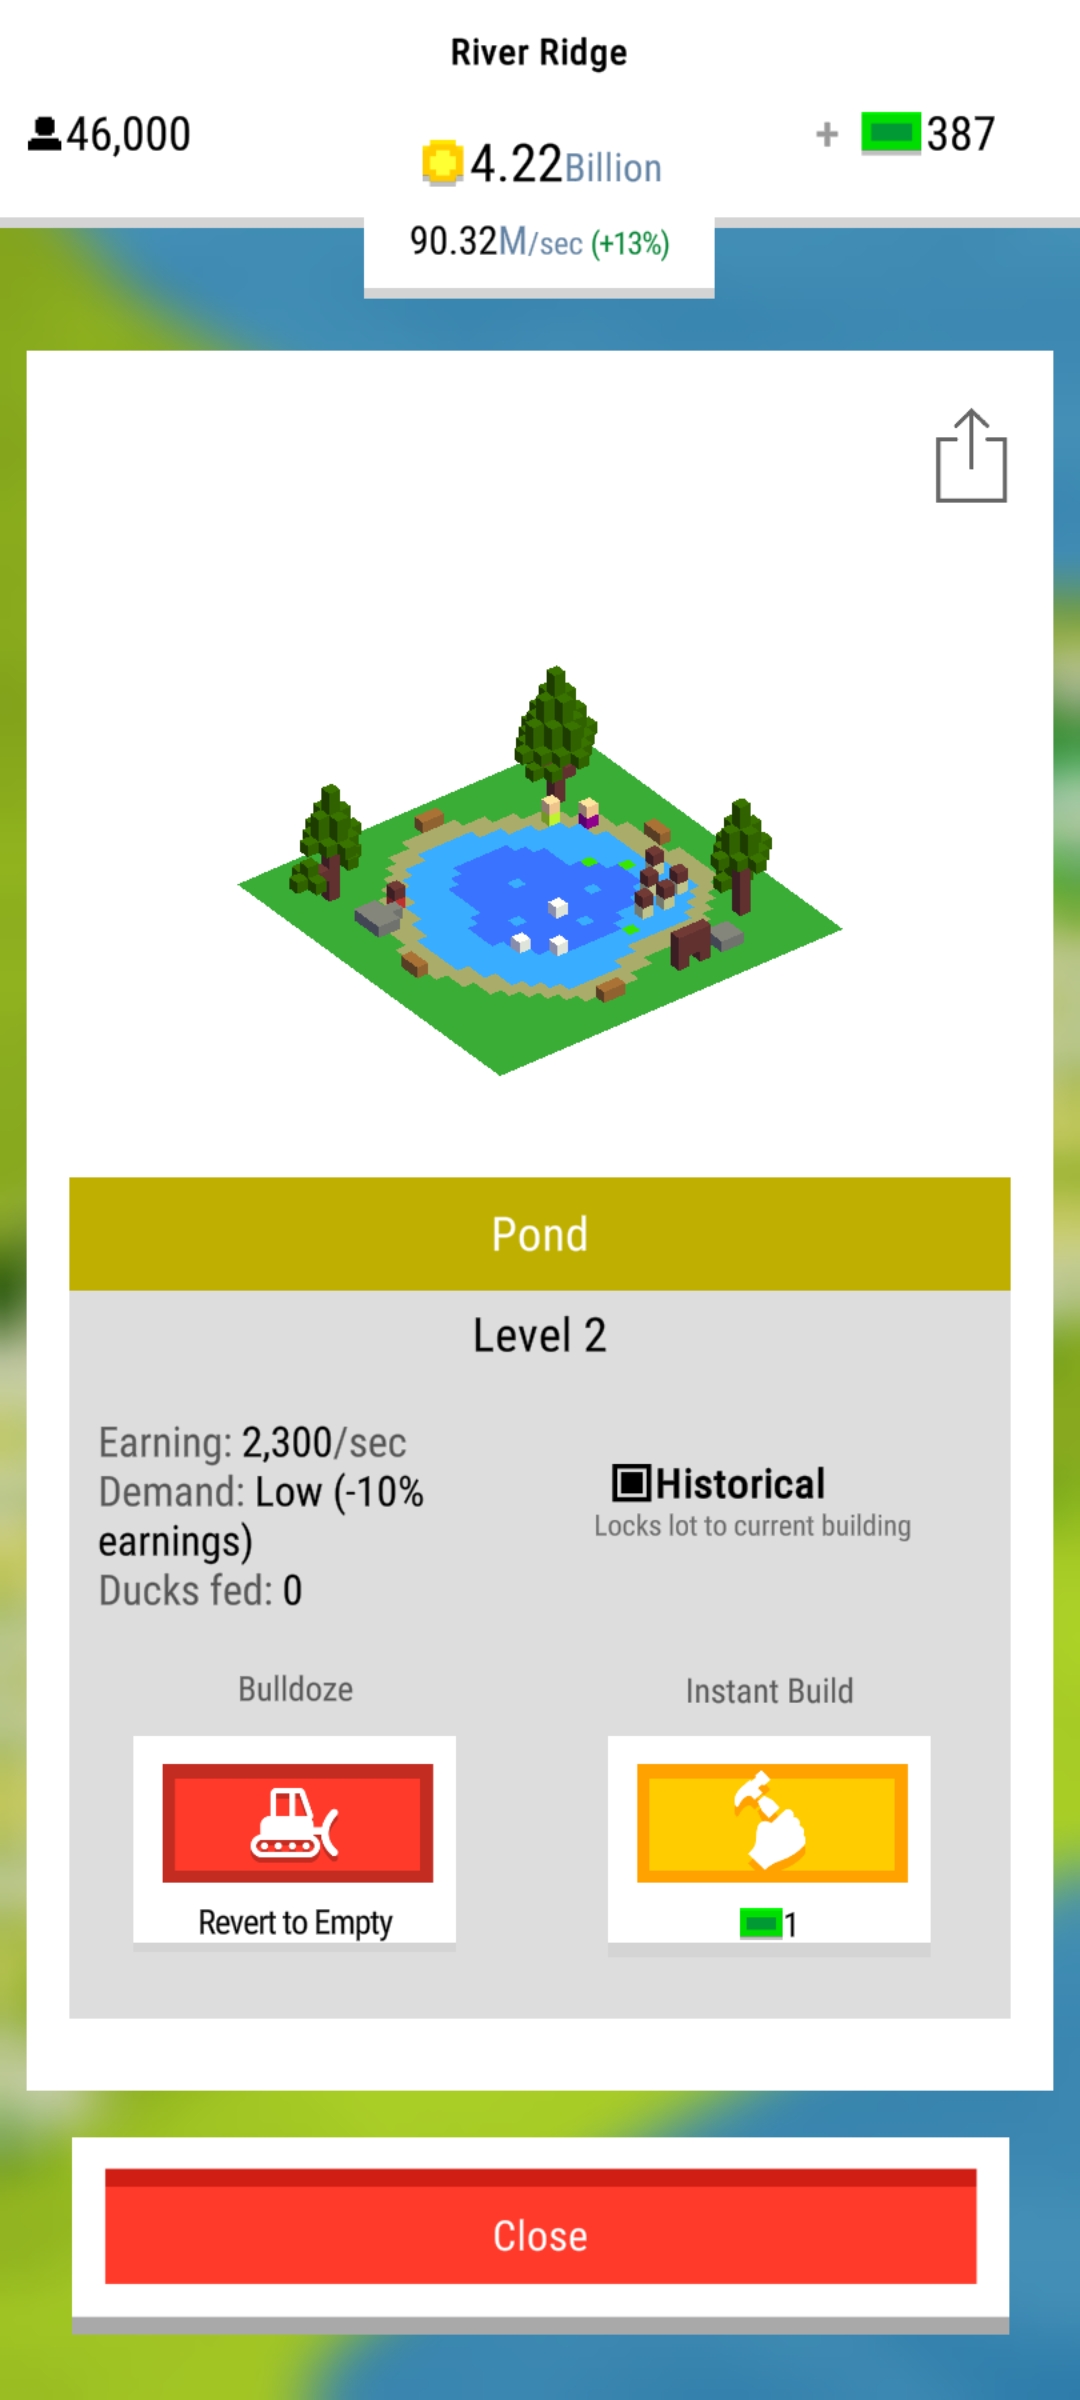 River Ridge
46,000
4.22Billion
+ 387
90.32M/sec (+13%)
Pond
Level 2
Earning: 2,300/sec
Demand: Low (-10%
earnings)
Ducks fed: 0
Historical
Locks lot to current building
Bulldoze
Revert to Empty
Instant Build
1
Close